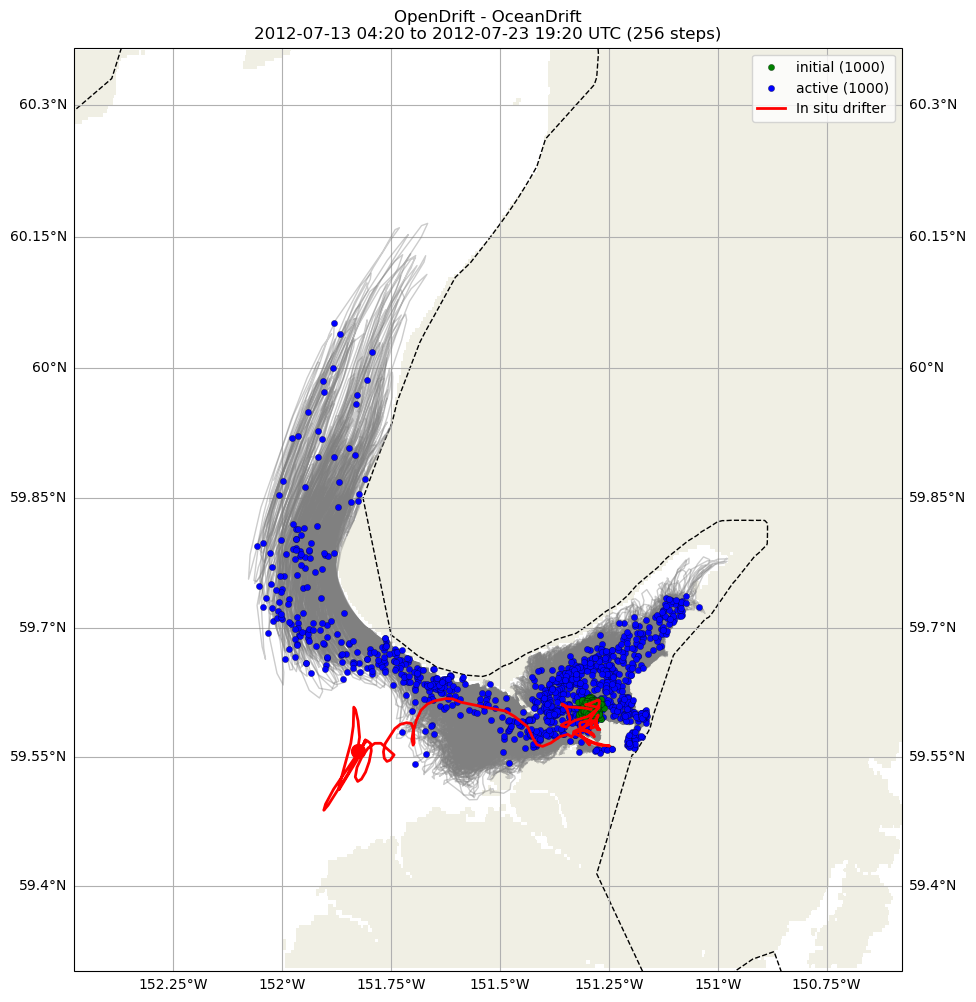 OpenDrift - OceanDrift
2012-07-13 04:20 to 2012-07-23 19:20 UTC (256 steps)
initial (1000)
active (1000)
In situ drifter
60.3°N
60.3°N
60.15°N
60.15°N
60°N
60°N
59.85°N
59.85°N
59.7°N
59.7°N
59.55°N
59.55°N
59.4°N
59.4°N
152.25°W
152°W
151.75°W
151.5°W
151.25°W
151°W
150.75°W